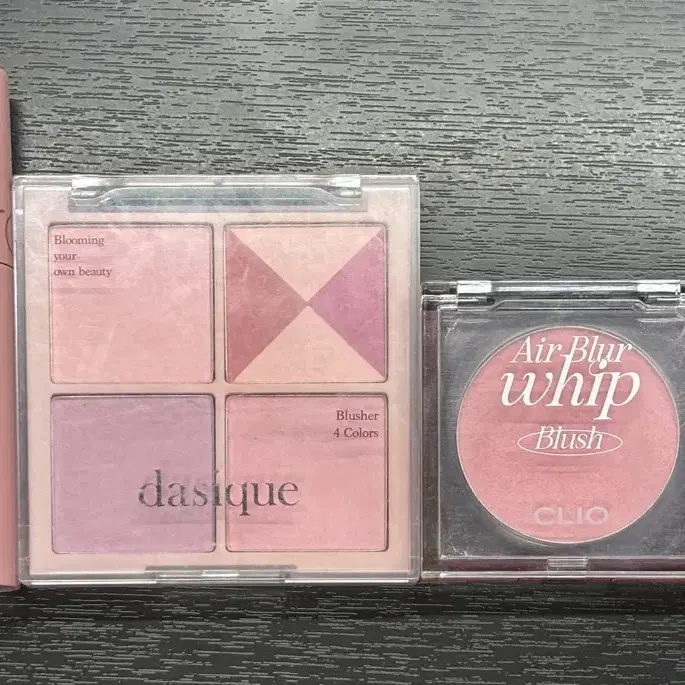 Blooming
your
own beauty
Blusher
4 Colors
dasique
Air Blur
whip
Blush
CLIO